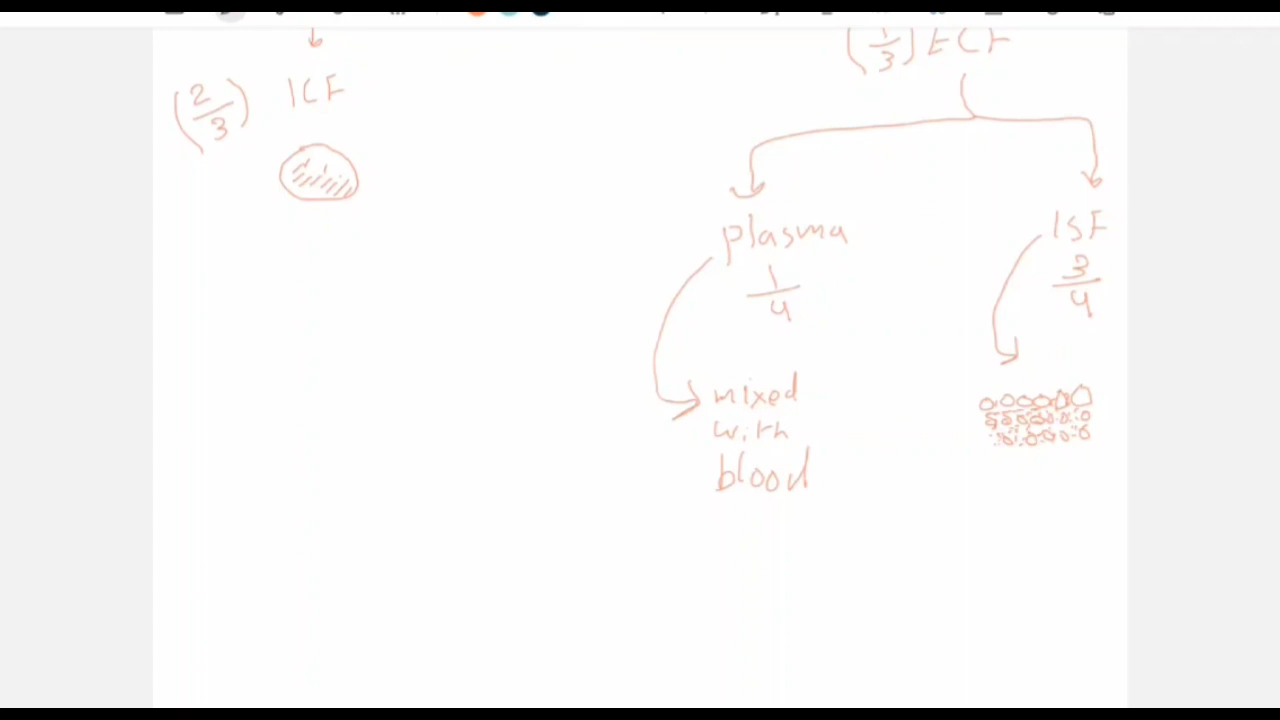 (1/3) ECF
(2/3) ICF
plasma
1/4
ISF
3/4
mixed
with
blood